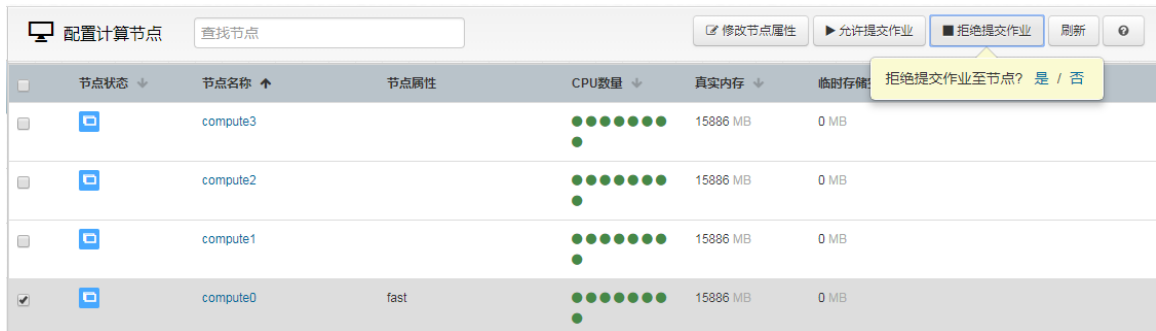 配置计算节点 查找节点 修改节点属性 允许提交作业 拒绝提交作业 刷新
拒绝提交作业至节点? 是 / 否
节点状态 节点名称 节点属性 CPU数量 真实内存 临时存储
compute3 15886 MB 0 MB
compute2 15886 MB 0 MB
compute1 15886 MB 0 MB
compute0 fast 15886 MB 0 MB